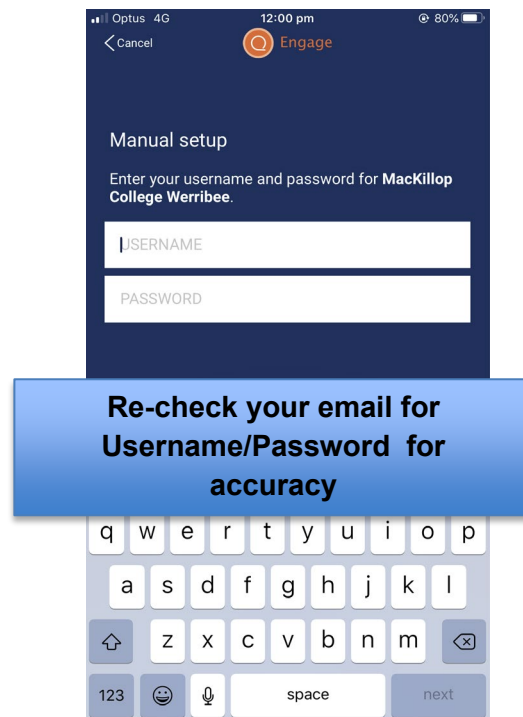 Optus 4G 12:00 pm 80%
Cancel Engage
Manual setup
Enter your username and password for MacKillop
College Werribee.
USERNAME
PASSWORD
Re-check your email for
Username/Password for
accuracy
q w e r t y u i o p
a s d f g h j k l
z x c v b n m
123 space next